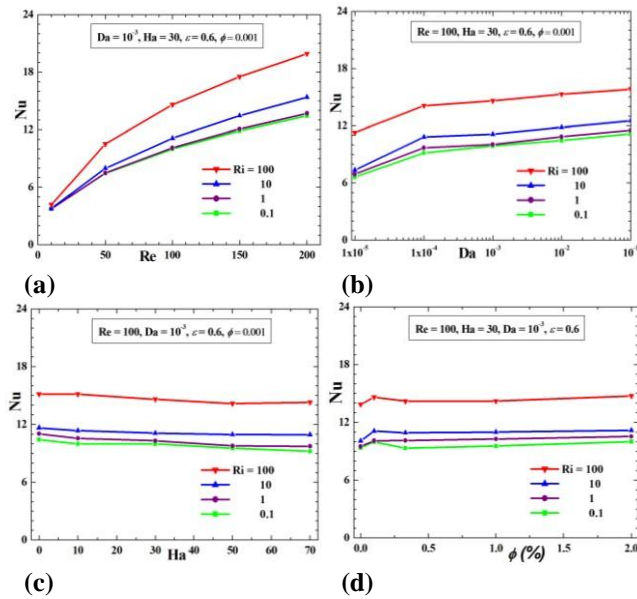 24
18
12
6
0
Nu
Da = 10⁻³, Ha = 30, ε = 0.6, ϕ = 0.001
Ri = 100
10
1
0.1
0 50 100 150 200
Re
(a)
24
18
12
6
0
Nu
Re = 100, Ha = 30, ε = 0.6, ϕ = 0.001
Ri = 100
10
1
0.1
1x10⁻⁴ 10⁻³ 10⁻²
Da
(b)
24
18
12
6
0
Nu
Re = 100, Da = 10⁻³, ε = 0.6, ϕ = 0.001
Ri = 100
10
1
0.1
0 10 20 30 40 50 60 70
Ha
(c)
24
18
12
6
0
Nu
Re = 100, Ha = 30, Da = 10⁻³, ε = 0.6
Ri = 100
10
1
0.1
0.0 0.5 1.0 1.5 2.0
ϕ (%)
(d)